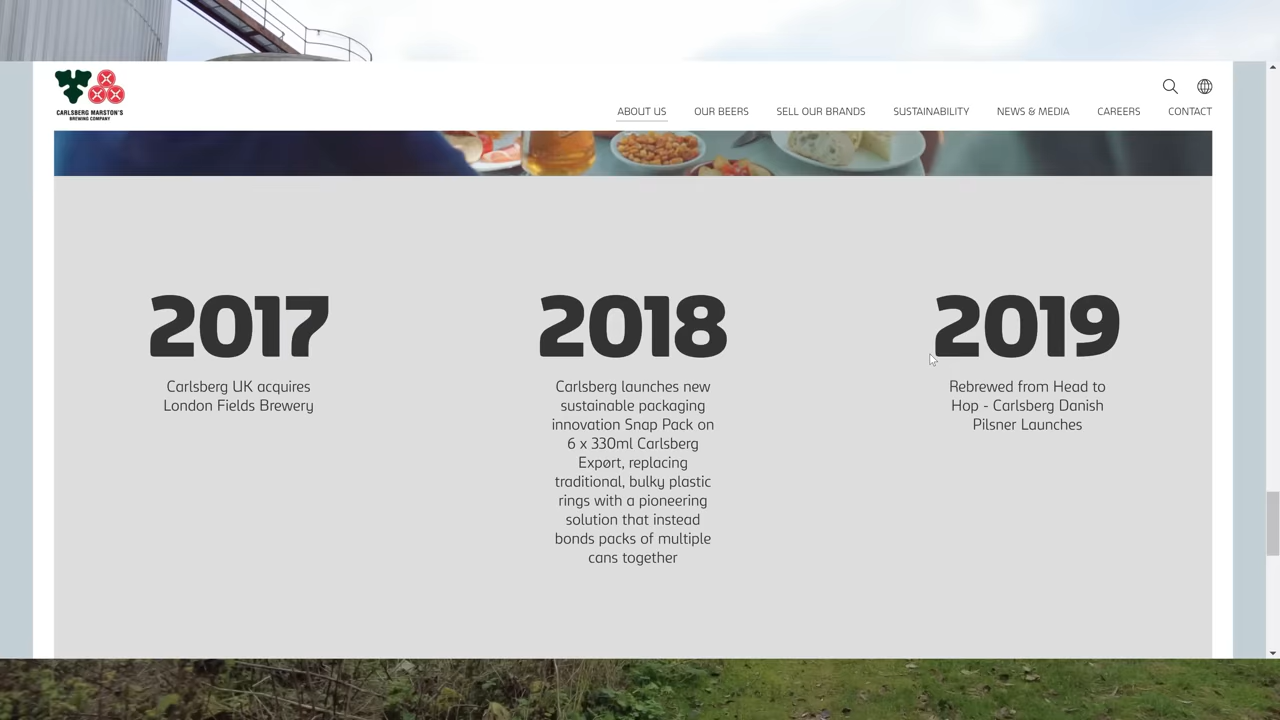 CARLSBERG MARSTON'S
BREWING COMPANY
ABOUT US
OUR BEERS
SELL OUR BRANDS
SUSTAINABILITY
NEWS & MEDIA
CAREERS
CONTACT
2017
Carlsberg UK acquires
London Fields Brewery
2018
Carlsberg launches new
sustainable packaging
innovation Snap Pack on
6 x 330ml Carlsberg
Expørt, replacing
traditional, bulky plastic
rings with a pioneering
solution that instead
bonds packs of multiple
cans together
2019
Rebrewed from Head to
Hop - Carlsberg Danish
Pilsner Launches